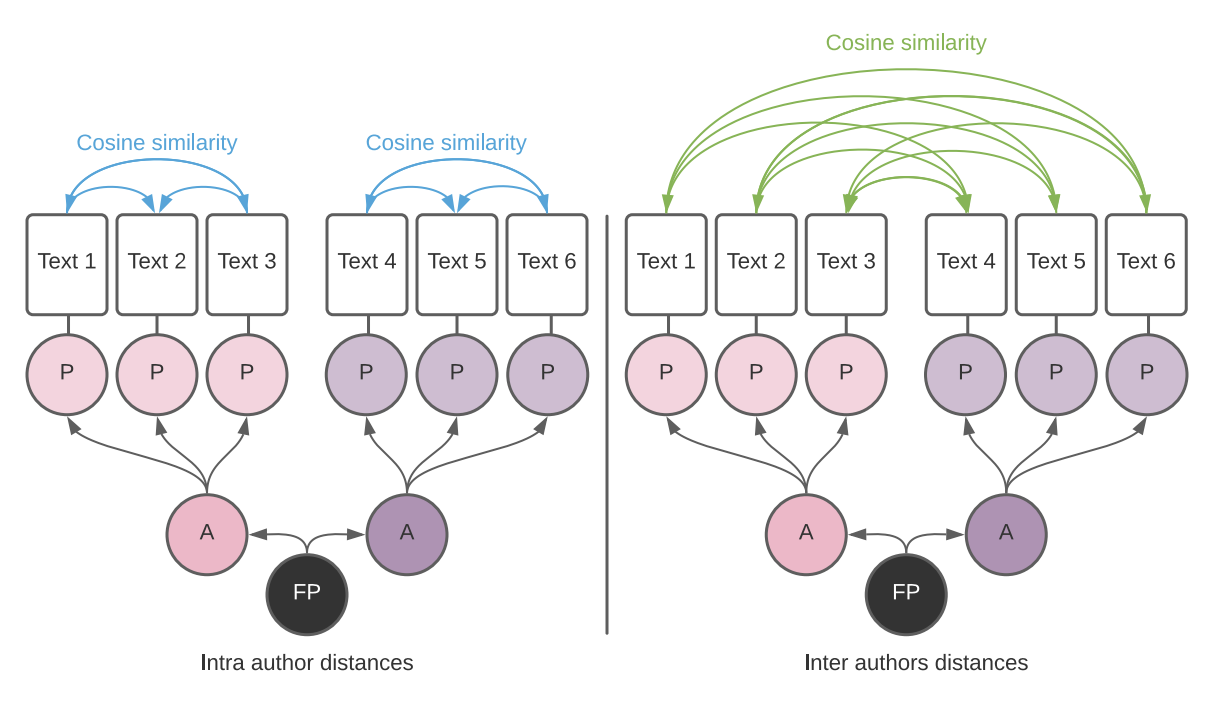 Cosine similarity
Cosine similarity Cosine similarity
Text 1 Text 2 Text 3 Text 4 Text 5 Text 6 Text 1 Text 2 Text 3 Text 4 Text 5 Text 6
P P P P P P P P P P P P
A A A A
FP FP
Intra author distances Inter authors distances